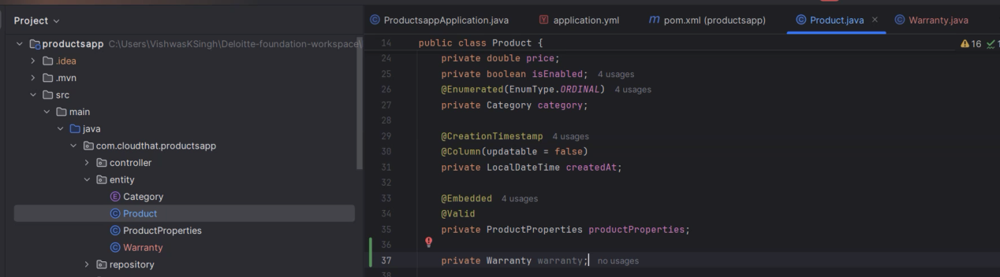 Project
ProductsappApplication.java application.yml pom.xml (productsapp) Product.java Warranty.java
productsapp C:\Users\VishwasKSingh\Deloitte-foundation-workspace\
.idea
.mvn
src
main
java
com.cloudthat.productsapp
controller
entity
Category
Product
ProductProperties
Warranty
repository
14 public class Product { 16 1
24 private double price;
25 private boolean isEnabled; 4 usages
26 @Enumerated(EnumType.ORDINAL) 4 usages
27 private Category category;
28
29 @CreationTimestamp 4 usages
30 @Column(updatable = false)
31 private LocalDateTime createdAt;
32
33 @Embedded 4 usages
34 @Valid
35 private ProductProperties productProperties;
36
37 private Warranty warranty; no usages
38